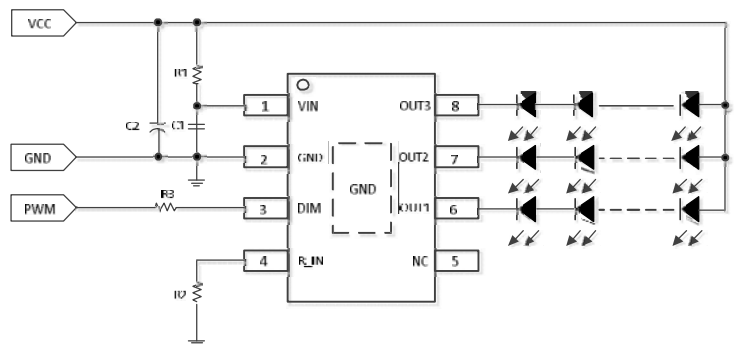 VCC
R1
1 VIN OUT3 8
C2 C1
GND
2 GND OUT2 7
GND
R3
PWM
3 DIM OUT1 6
4 R_IN NC 5
R2